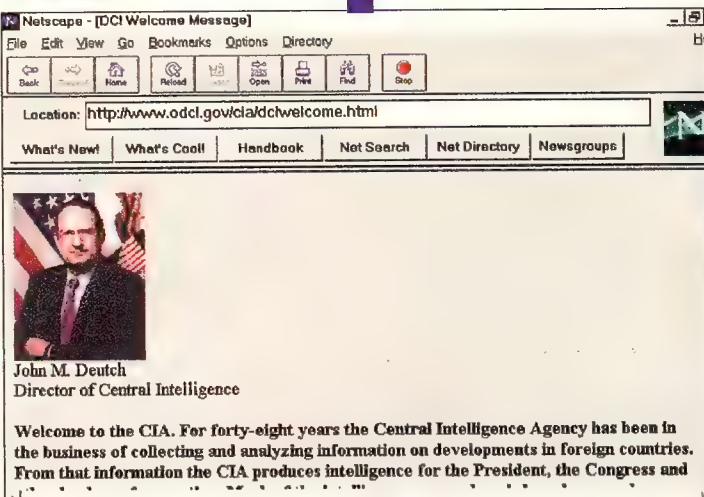 Netscape - [DCI Welcome Message]
File Edit View Go Bookmarks Options Directory
Back Forward Home Reload Open Print Find Stop
Location: http://www.odci.gov/cia/dciwelcome.html
What's New! What's Cool! Handbook Net Search Net Directory Newsgroups
John M. Deutch
Director of Central Intelligence
Welcome to the CIA. For forty-eight years the Central Intelligence Agency has been in
the business of collecting and analyzing information on developments in foreign countries.
From that information the CIA produces intelligence for the President, the Congress and